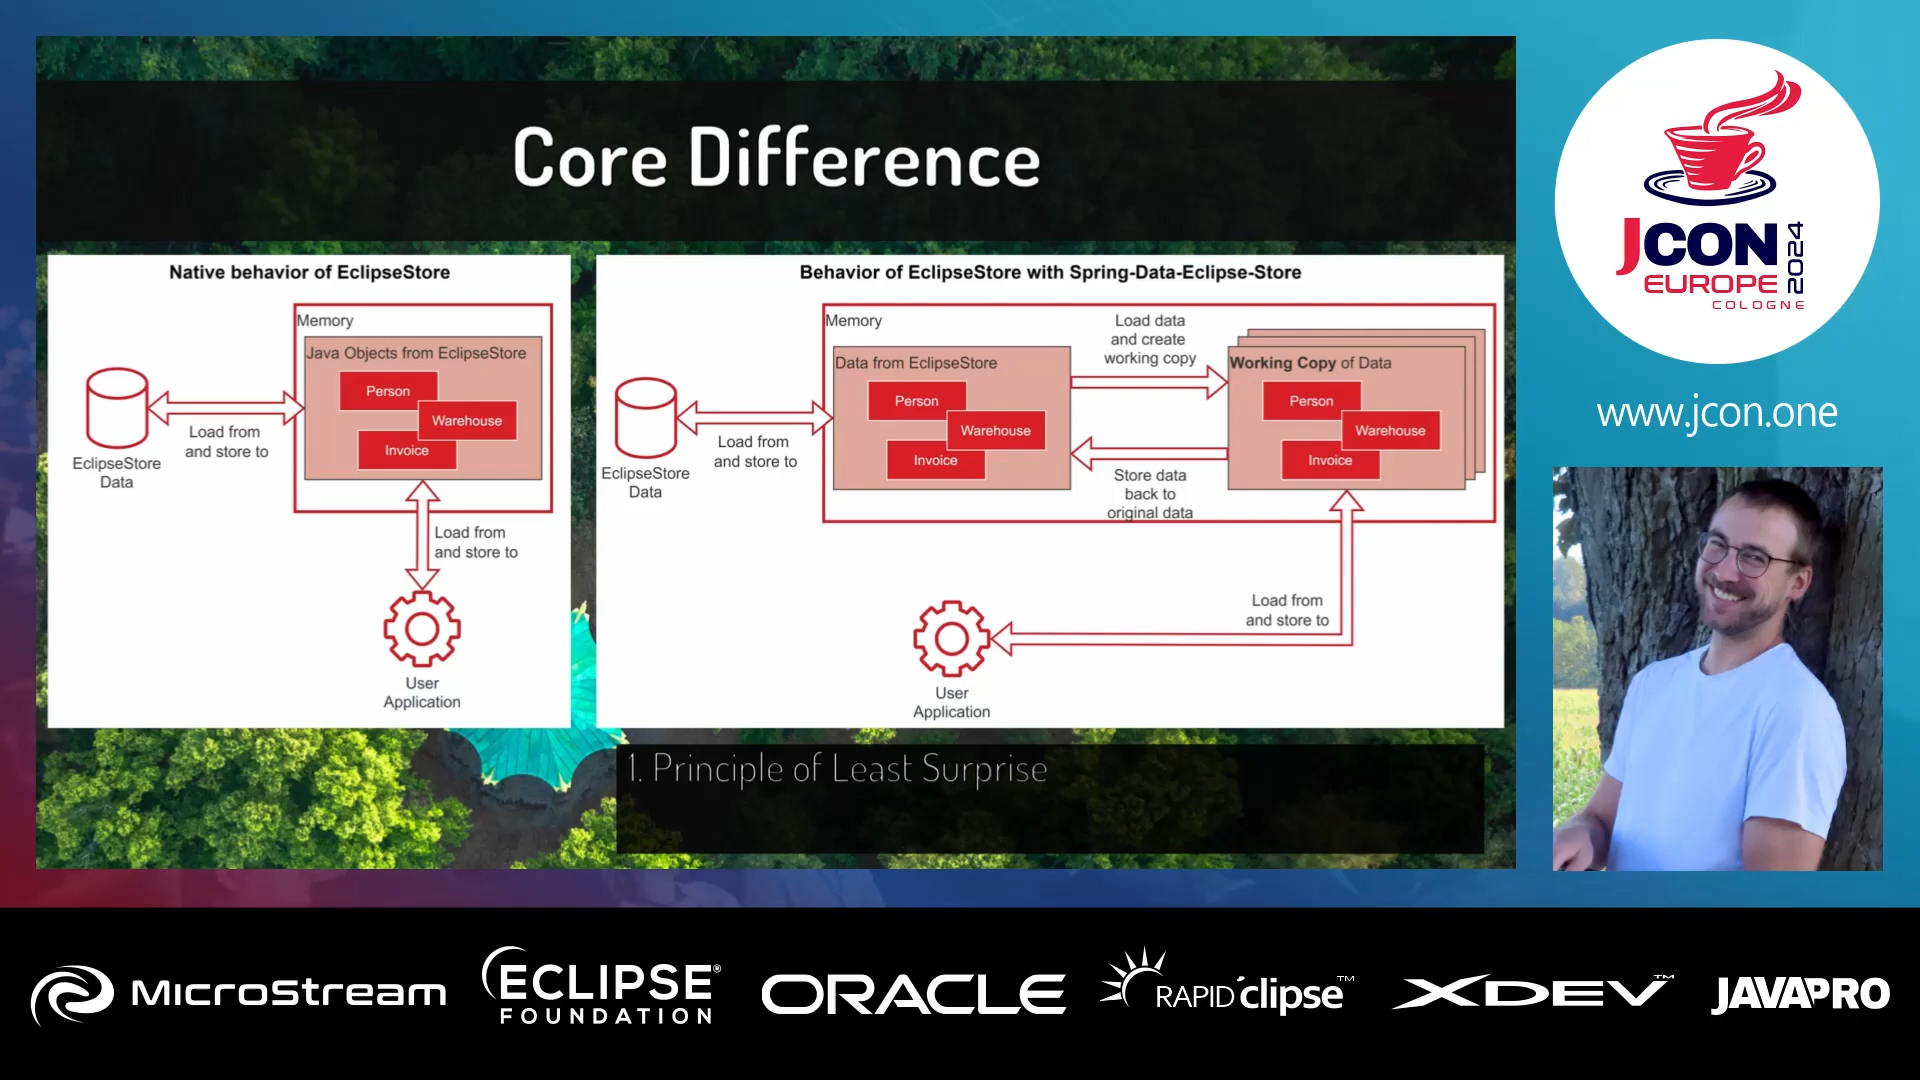 Core Difference
Native behavior of EclipseStore
Memory
Java Objects from EclipseStore
Person
Warehouse
Invoice
Load from
and store to
EclipseStore
Data
Load from
and store to
User
Application
Behavior of EclipseStore with Spring-Data-Eclipse-Store
Memory
Data from EclipseStore
Person
Warehouse
Invoice
Load data
and create
working copy
Store data
back to
original data
Working Copy of Data
Person
Warehouse
Invoice
Load from
and store to
EclipseStore
Data
Load from
and store to
User
Application
1. Principle of Least Surprise
JCON
EUROPE
COLOGNE
2024
www.jcon.one
MicroStream
ECLIPSE®
FOUNDATION
ORACLE
RAPID'clipse™
XDEV™
JAVAPRO